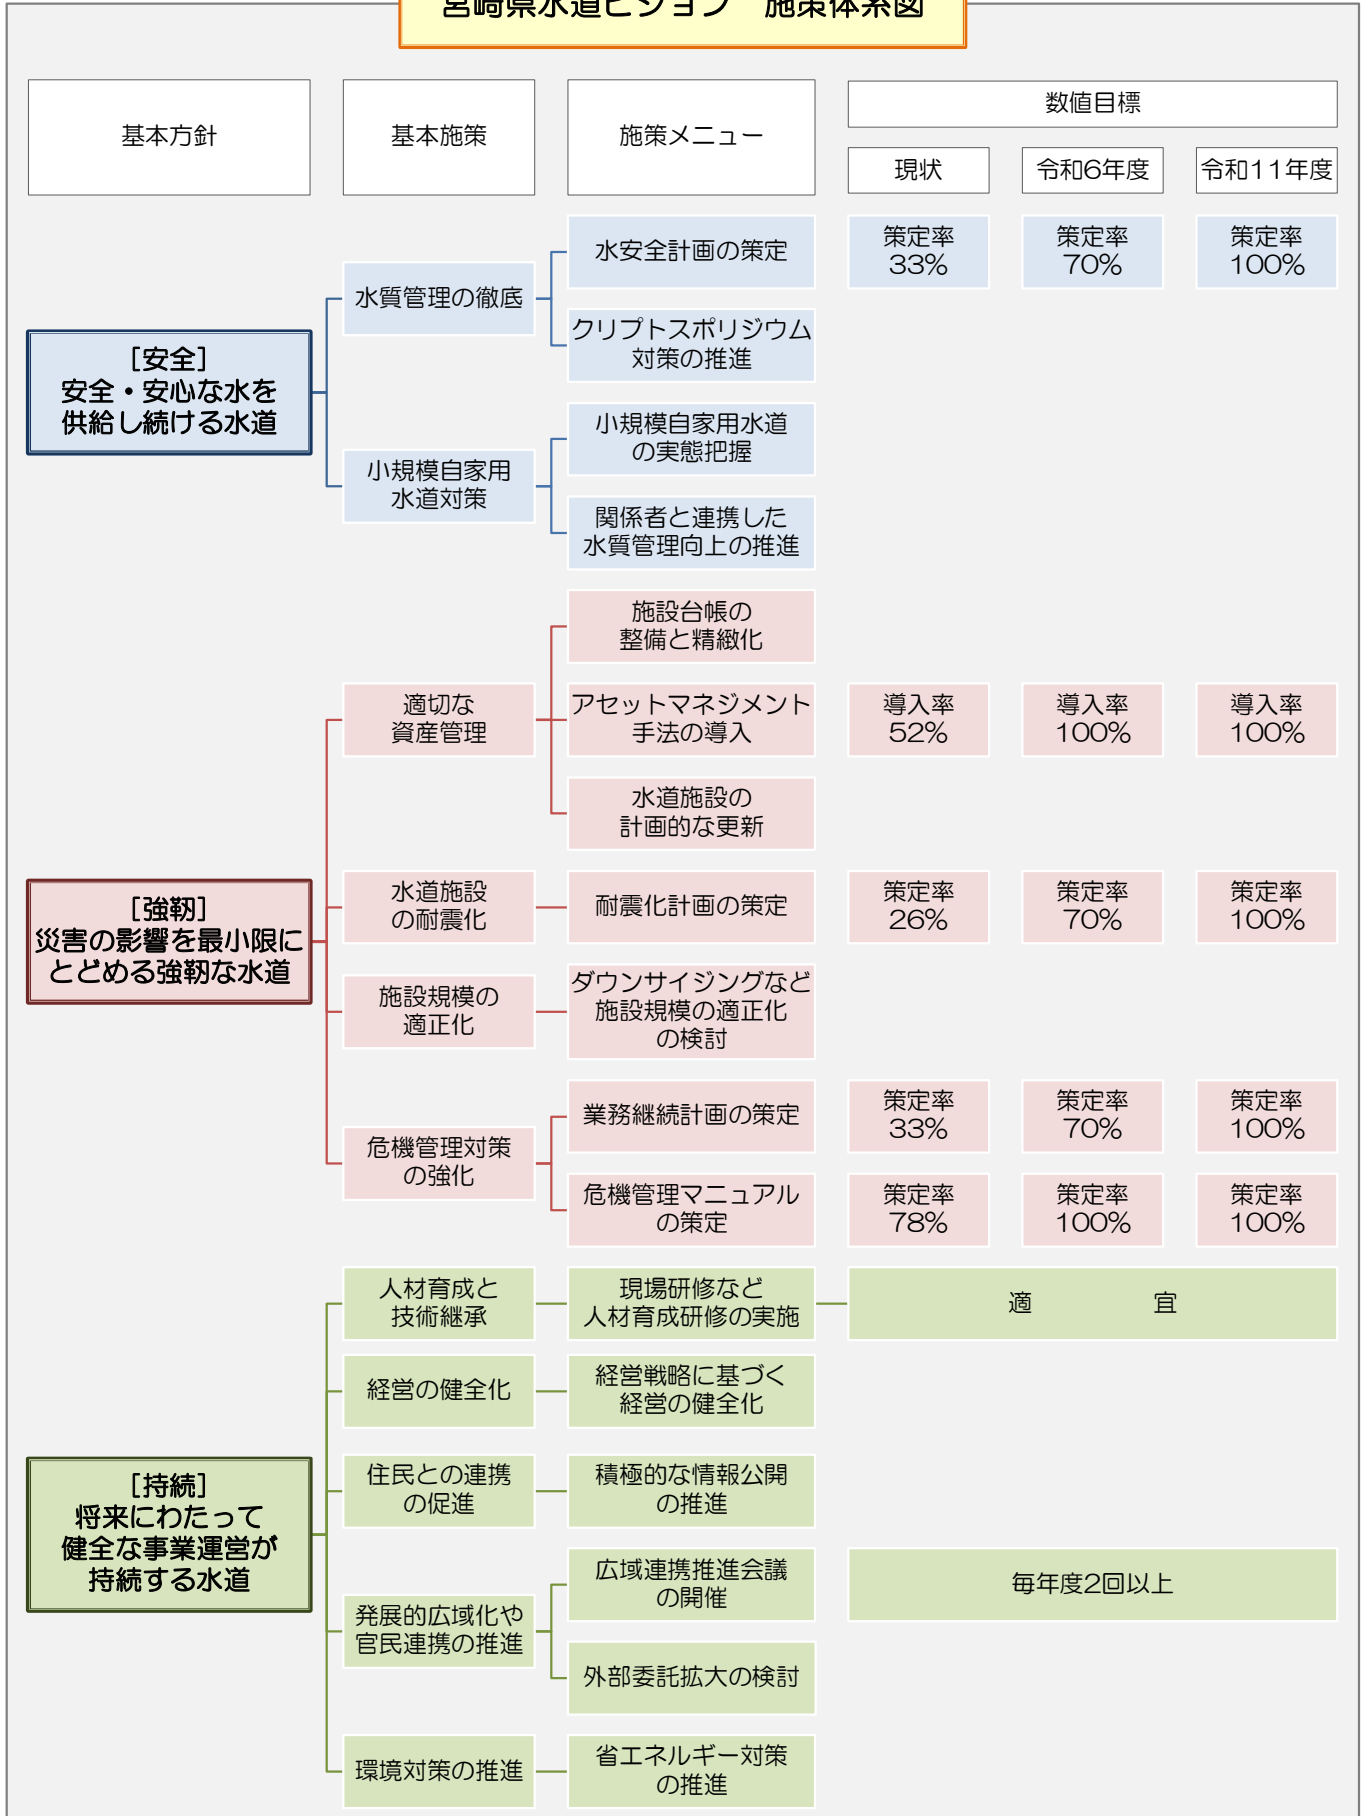 宮崎県水道ビジョン　施策体系図
基本方針
基本施策
施策メニュー
数値目標
現状
令和6年度
令和11年度
[安全]
安全・安心な水を
供給し続ける水道
水質管理の徹底
水安全計画の策定
策定率
33%
策定率
70%
策定率
100%
クリプトスポリジウム
対策の推進
小規模自家用
水道対策
小規模自家用水道
の実態把握
関係者と連携した
水質管理向上の推進
[強靭]
災害の影響を最小限に
とどめる強靭な水道
適切な
資産管理
施設台帳の
整備と精緻化
アセットマネジメント
手法の導入
導入率
52%
導入率
100%
導入率
100%
水道施設の
計画的な更新
水道施設
の耐震化
耐震化計画の策定
策定率
26%
策定率
70%
策定率
100%
施設規模の
適正化
ダウンサイジングなど
施設規模の適正化
の検討
危機管理対策
の強化
業務継続計画の策定
策定率
33%
策定率
70%
策定率
100%
危機管理マニュアル
の策定
策定率
78%
策定率
100%
策定率
100%
[持続]
将来にわたって
健全な事業運営が
持続する水道
人材育成と
技術継承
現場研修など
人材育成研修の実施
適　　　　　宜
経営の健全化
経営戦略に基づく
経営の健全化
住民との連携
の促進
積極的な情報公開
の推進
発展的広域化や
官民連携の推進
広域連携推進会議
の開催
毎年度2回以上
外部委託拡大の検討
環境対策の推進
省エネルギー対策
の推進